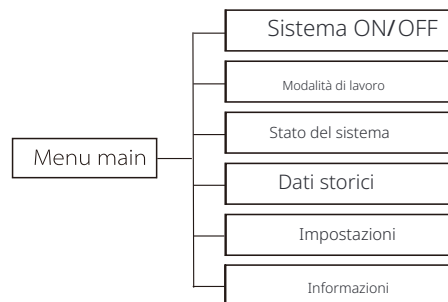 Menu main
Sistema ON/OFF
Modalità di lavoro
Stato del sistema
Dati storici
Impostazioni
Informazioni